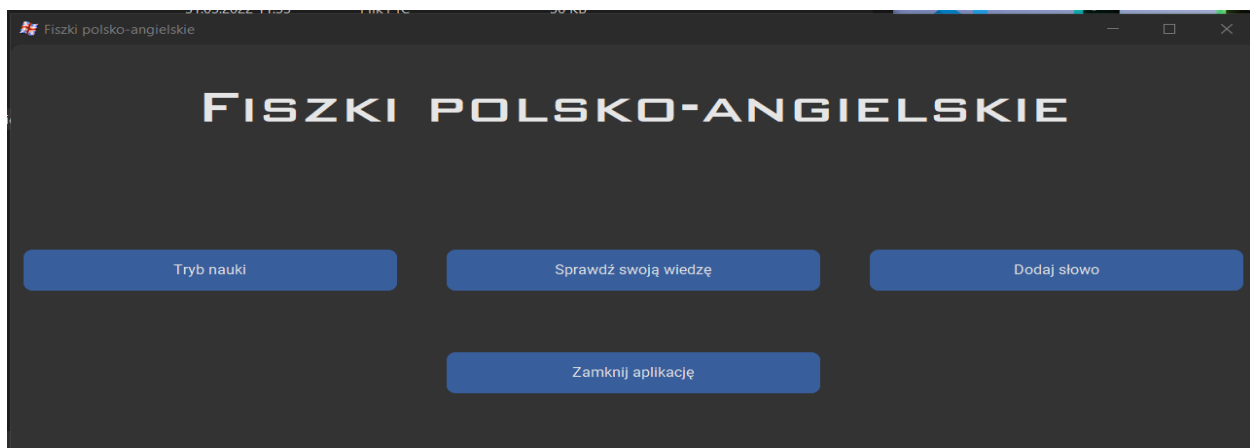 Fiszki polsko-angielskie
Fiszki polsko-angielskie
Tryb nauki
Sprawdź swoją wiedzę
Dodaj słowo
Zamknij aplikację